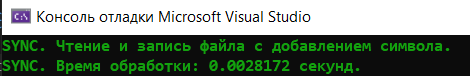 Консоль отладки Microsoft Visual Studio
SYNC. Чтение и запись файла с добавлением символа.
SYNC. Время обработки: 0.0028172 секунд.